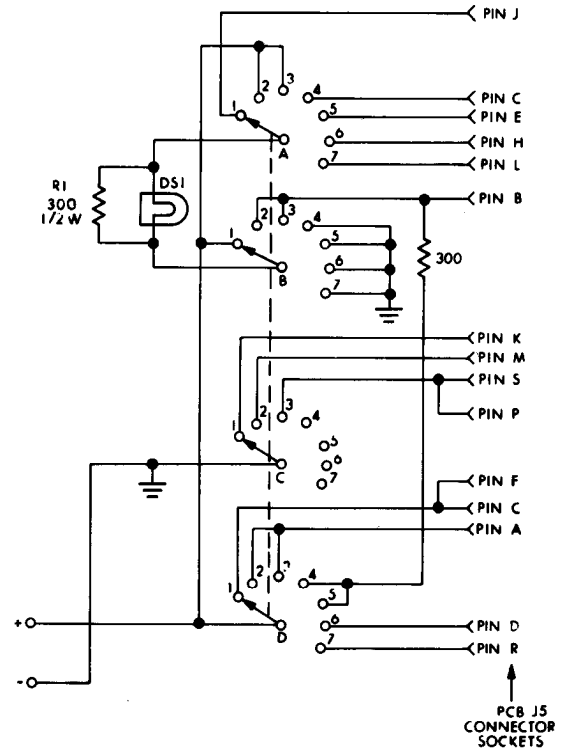 PIN J
2
3
4
PIN C
1
5
PIN E
6
PIN H
A
7
PIN L
R1
300
1/2 W
DS1
PIN B
2
3
4
1
5
300
6
B
7
PIN K
PIN M
PIN S
PIN P
2
3
4
1
5
6
C
7
PIN F
PIN C
PIN A
2
3
4
1
5
+
6
PIN D
D
7
PIN R
-
PCB J5
CONNECTOR
SOCKETS